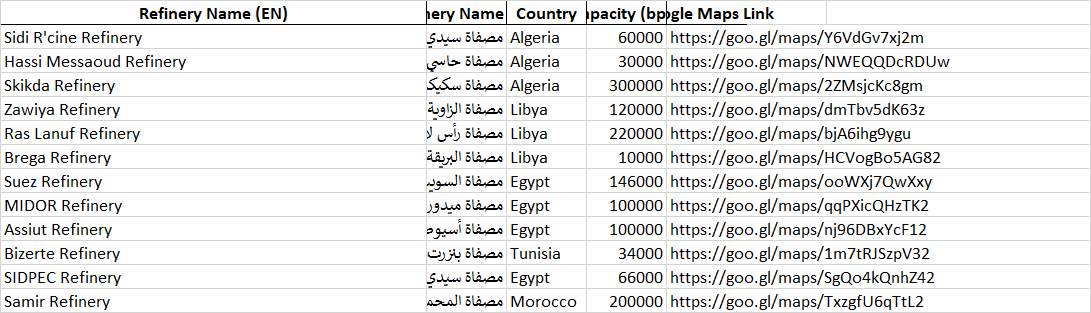 Refinery Name (EN) nery Name Country pacity (bp ogle Maps Link
Sidi R'cine Refinery مصفاة سيدي Algeria 60000 https://goo.gl/maps/Y6VdGv7xj2m
Hassi Messaoud Refinery مصفاة حاسي Algeria 30000 https://goo.gl/maps/NWEQQDcRDUw
Skikda Refinery مصفاة سكيك Algeria 300000 https://goo.gl/maps/2ZMsjcKc8gm
Zawiya Refinery مصفاة الزاوية Libya 120000 https://goo.gl/maps/dmTbv5dK63z
Ras Lanuf Refinery مصفاة رأس لا Libya 220000 https://goo.gl/maps/bjA6ihg9ygu
Brega Refinery مصفاة البريقة Libya 10000 https://goo.gl/maps/HCVogBo5AG82
Suez Refinery مصفاة السويس Egypt 146000 https://goo.gl/maps/ooWXj7QwXxy
MIDOR Refinery مصفاة ميدور Egypt 100000 https://goo.gl/maps/qqPXicQHzTK2
Assiut Refinery مصفاة أسيوط Egypt 100000 https://goo.gl/maps/nj96DBxYcF12
Bizerte Refinery مصفاة بنزرت Tunisia 34000 https://goo.gl/maps/1m7tRJSzpV32
SIDPEC Refinery مصفاة سيدي Egypt 66000 https://goo.gl/maps/SgQo4kQnhZ42
Samir Refinery مصفاة المحم Morocco 200000 https://goo.gl/maps/TxzgfU6qTtL2